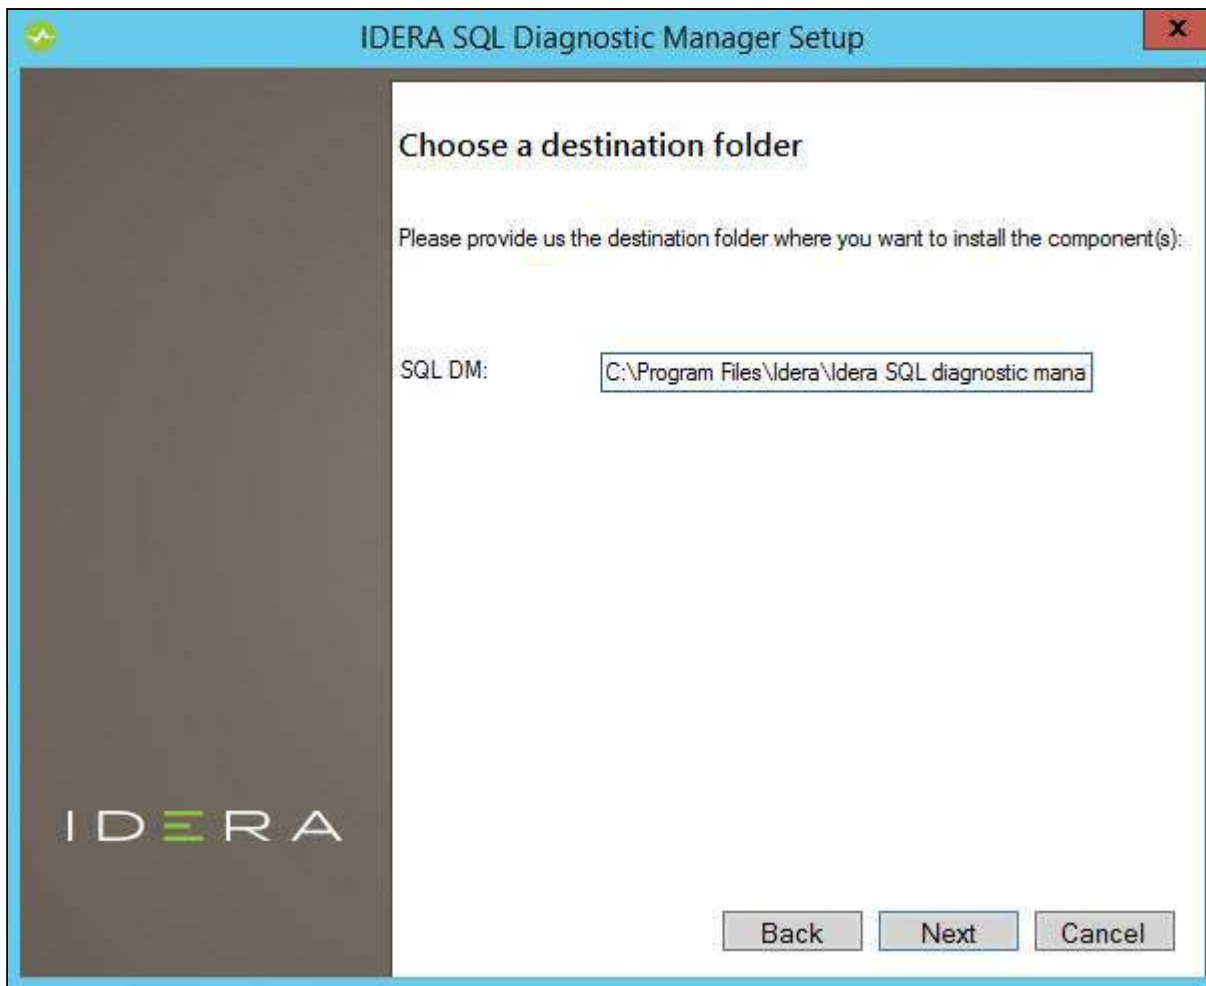 IDERA SQL Diagnostic Manager Setup
x
Choose a destination folder
Please provide us the destination folder where you want to install the component(s):
SQL DM:
C:\Program Files\Idera\Idera SQL diagnostic mana
IDERA
Back
Next
Cancel